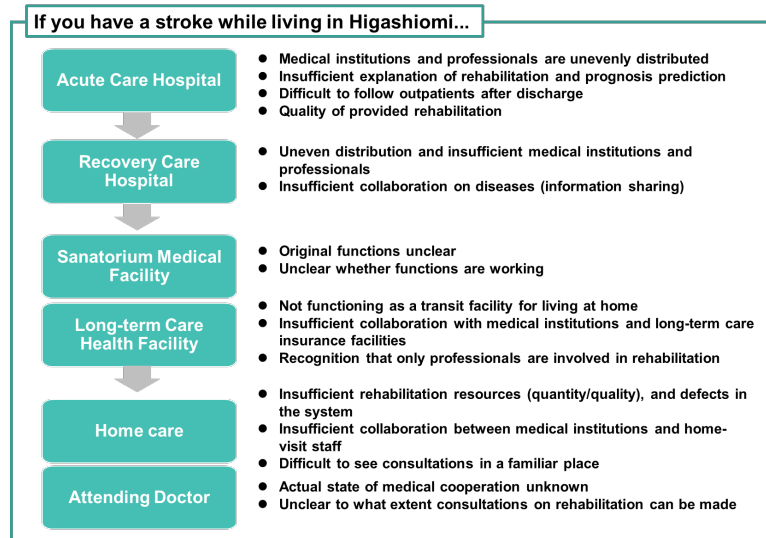 If you have a stroke while living in Higashiomi...
Acute Care Hospital
● Medical institutions and professionals are unevenly distributed
● Insufficient explanation of rehabilitation and prognosis prediction
● Difficult to follow outpatients after discharge
● Quality of provided rehabilitation
Recovery Care
Hospital
● Uneven distribution and insufficient medical institutions and
professionals
● Insufficient collaboration on diseases (information sharing)
Sanatorium Medical
Facility
● Original functions unclear
● Unclear whether functions are working
Long-term Care
Health Facility
● Not functioning as a transit facility for living at home
● Insufficient collaboration with medical institutions and long-term care
insurance facilities
● Recognition that only professionals are involved in rehabilitation
Home care
● Insufficient rehabilitation resources (quantity/quality), and defects in
the system
● Insufficient collaboration between medical institutions and home-
visit staff
● Difficult to see consultations in a familiar place
Attending Doctor
● Actual state of medical cooperation unknown
● Unclear to what extent consultations on rehabilitation can be made